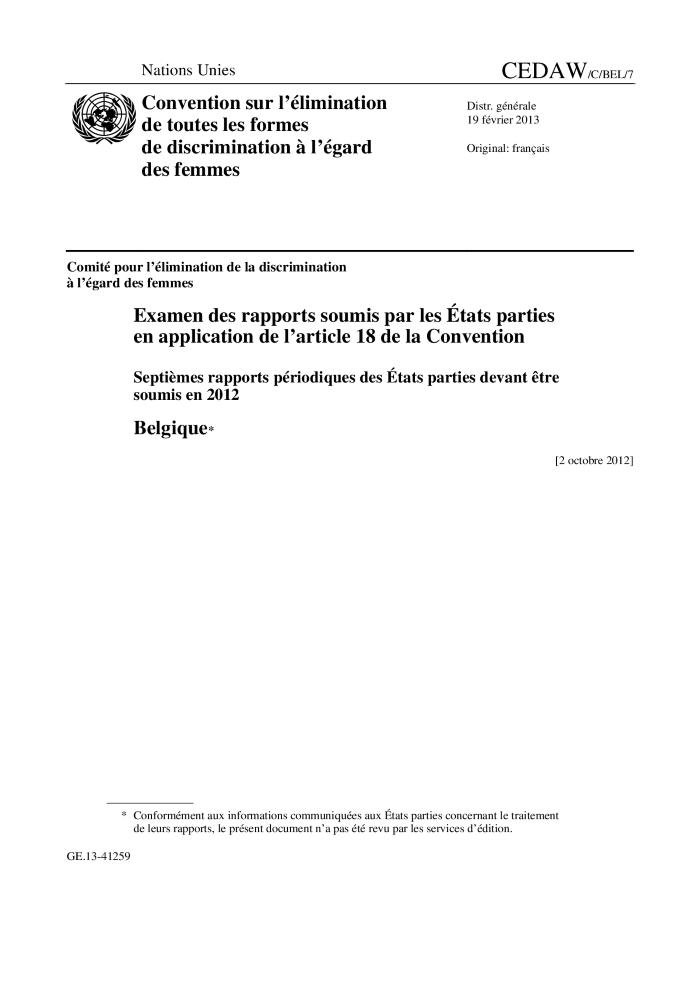 Nations Unies
CEDAW/C/BEL/7
Convention sur l’élimination
de toutes les formes
de discrimination à l’égard
des femmes
Distr. générale
19 février 2013
Original: français
Comité pour l’élimination de la discrimination
à l’égard des femmes
Examen des rapports soumis par les États parties
en application de l’article 18 de la Convention
Septièmes rapports périodiques des États parties devant être
soumis en 2012
Belgique*
[2 octobre 2012]
* Conformément aux informations communiquées aux États parties concernant le traitement
de leurs rapports, le présent document n’a pas été revu par les services d’édition.
GE.13-41259